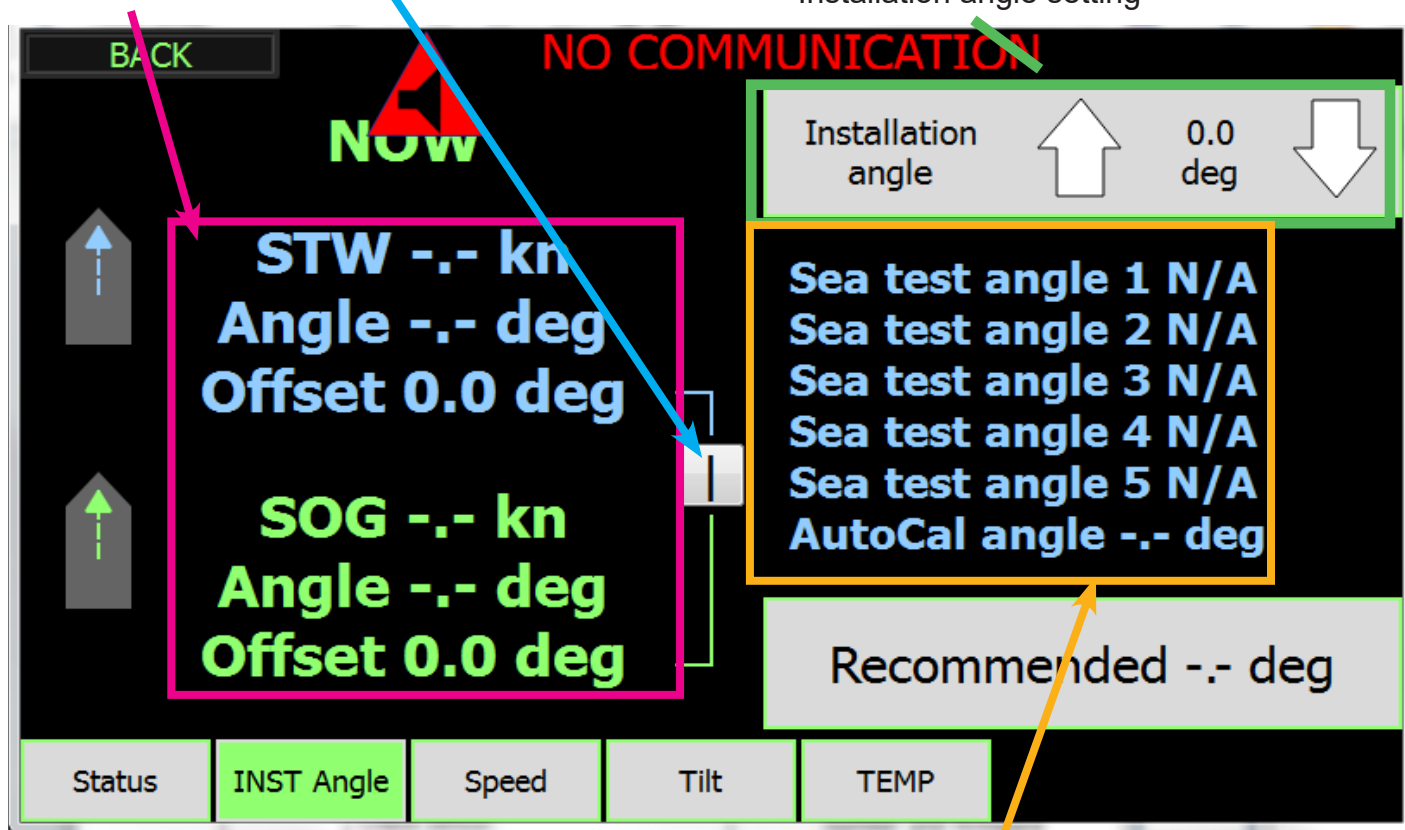 Installation angle setting
BACK
NO COMMUNICATION
NOW
Installation
angle
0.0
deg
STW -.- kn
Angle -.- deg
Offset 0.0 deg
SOG -.- kn
Angle -.- deg
Offset 0.0 deg
Sea test angle 1 N/A
Sea test angle 2 N/A
Sea test angle 3 N/A
Sea test angle 4 N/A
Sea test angle 5 N/A
AutoCal angle -.- deg
Recommended -.- deg
Status
INST Angle
Speed
Tilt
TEMP